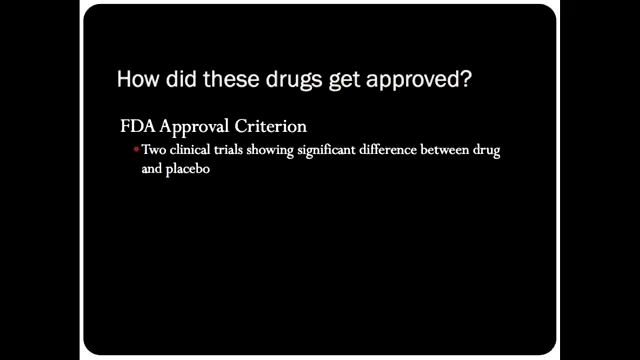 How did these drugs get approved?
FDA Approval Criterion
Two clinical trials showing significant difference between drug
and placebo